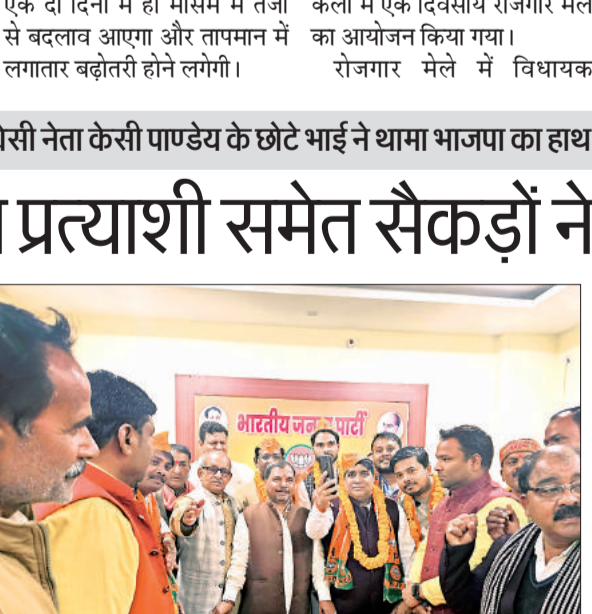 एक दो दिनों में ही मौसम में तेजी
से बदलाव आएगा और तापमान में
लगातार बढ़ोतरी होने लगेगी।
कला में एक दिवसीय रोजगार मेले
का आयोजन किया गया।
रोजगार मेले में विधायक
नेता केसी पाण्डेय के छोटे भाई ने थामा भाजपा का हाथ
प्रत्याशी समेत सैकड़ों ने
भारतीय जनता पार्टी